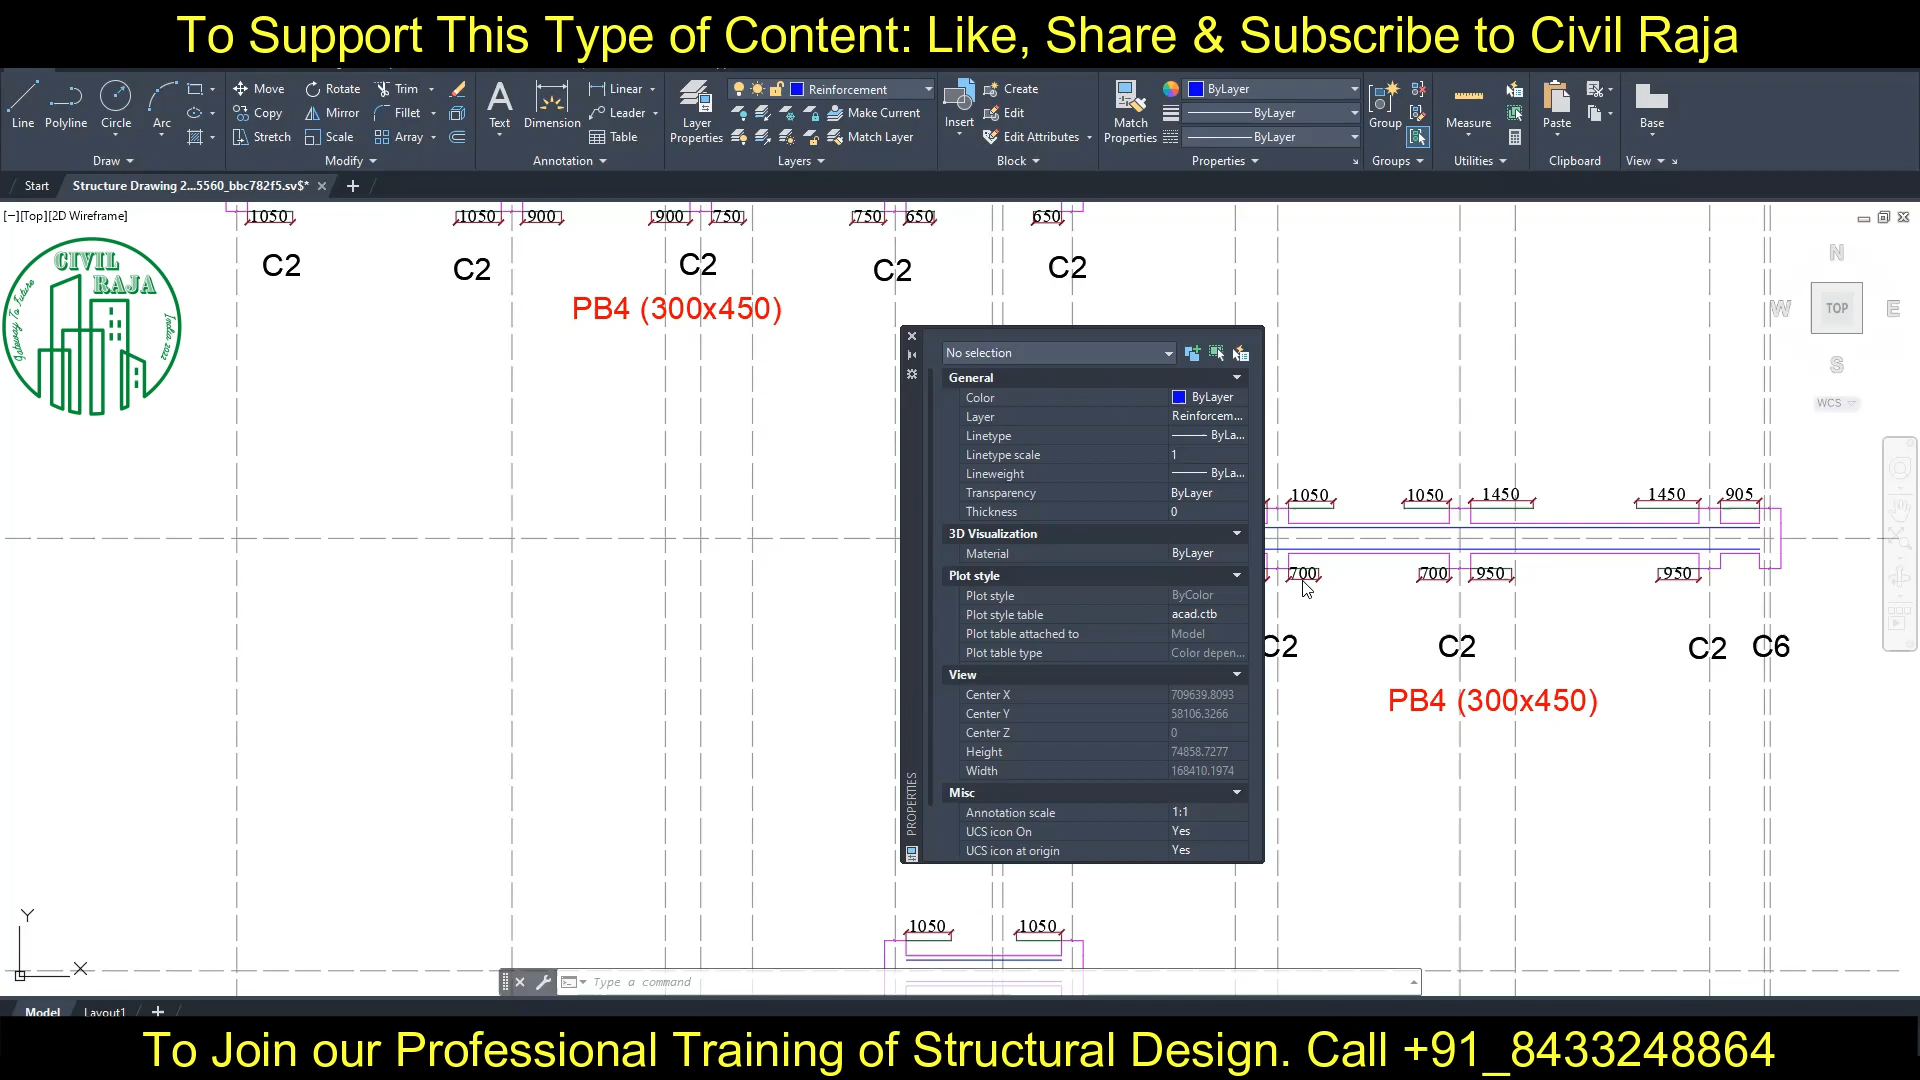 To Support This Type of Content: Like, Share & Subscribe to Civil Raja
Line Polyline Circle Arc
Draw
Move Rotate Trim
Copy Mirror Fillet
Stretch Scale Array
Modify
Text Dimension
Linear
Leader
Table
Annotation
Layer Properties
Reinforcement
Make Current
Match Layer
Layers
Insert
Create
Edit
Edit Attributes
Block
Match Properties
ByLayer
ByLayer
ByLayer
Properties
Group
Groups
Measure
Utilities
Paste
Clipboard
Base
View
Start Structure Drawing 2...5560_bbc782f5.sv$*
[−][Top][2D Wireframe]
1050 1050 900 900 750 750 650 650
CIVIL
RAJA
Gateway To Future
India 2022
C2 C2 C2 C2 C2
PB4 (300x450)
N
W TOP E
S
WCS
No selection
General
Color ByLayer
Layer Reinforcem...
Linetype ByLa...
Linetype scale 1
Lineweight ByLa...
Transparency ByLayer
Thickness 0
3D Visualization
Material ByLayer
Plot style
Plot style ByColor
Plot style table acad.ctb
Plot table attached to Model
Plot table type Color depen...
View
Center X 709639.8093
Center Y 58106.3266
Center Z 0
Height 74858.7277
Width 168410.1974
Misc
Annotation scale 1:1
UCS icon On Yes
UCS icon at origin Yes
PROPERTIES
1050 1050 1450 1450 905
700 700 950 950
C2 C2 C2 C6
PB4 (300x450)
1050 1050
Y
X
Type a command
Model Layout1
To Join our Professional Training of Structural Design. Call +91_8433248864